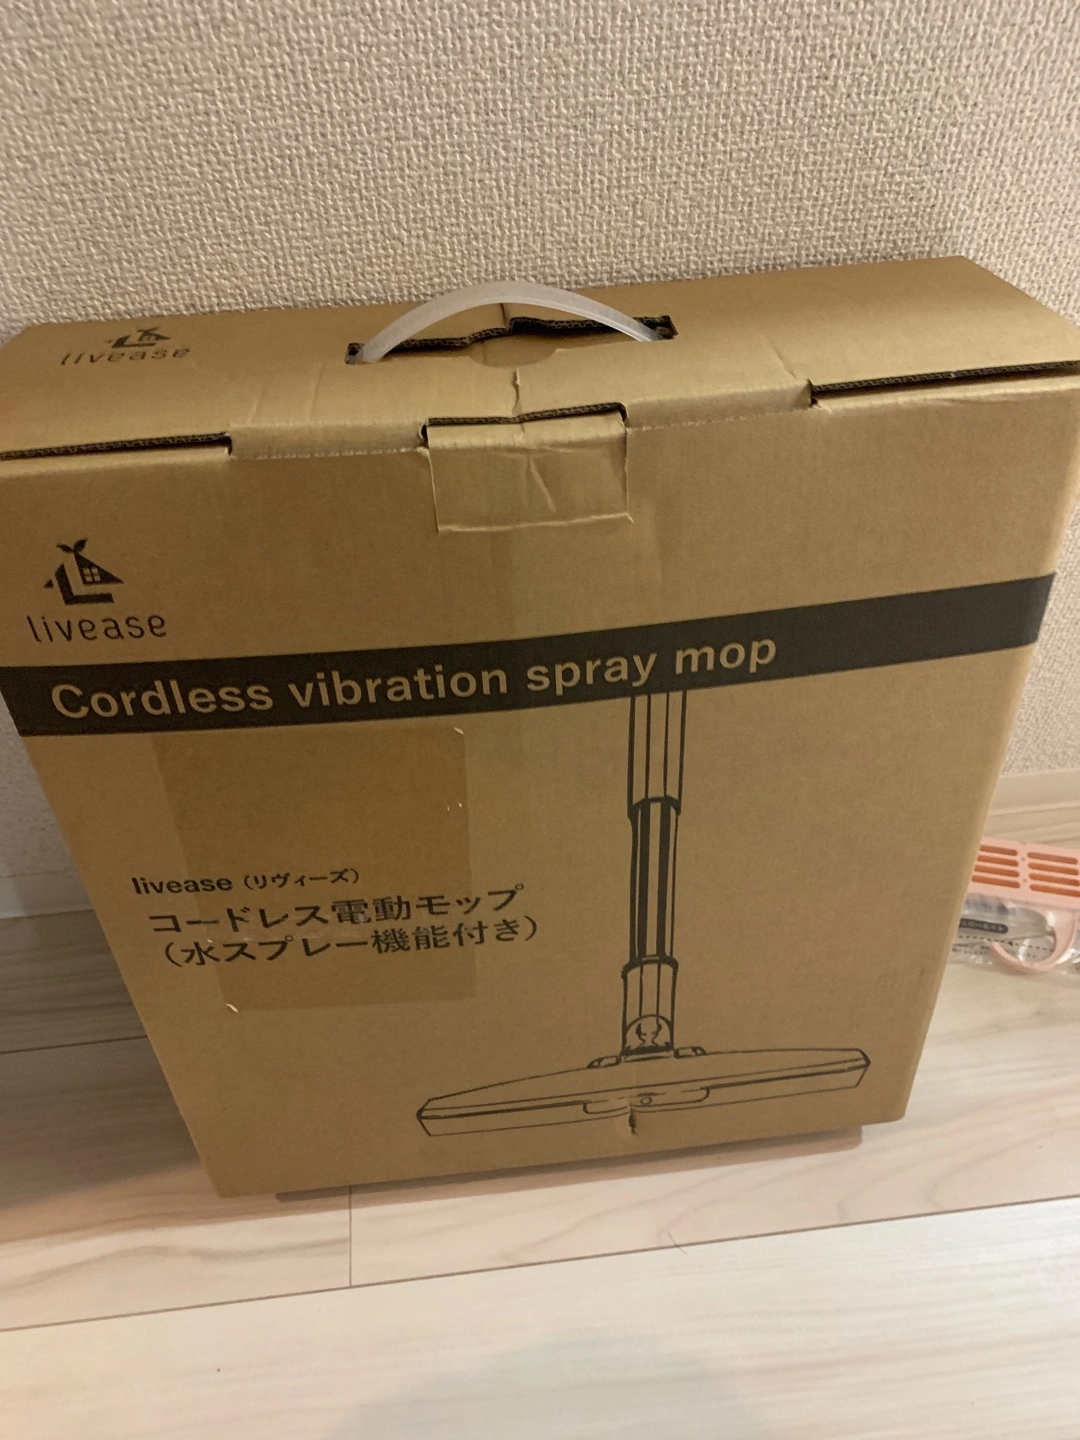 livease
livease
Cordless vibration spray mop
livease（リヴィーズ）
コードレス電動モップ
（水スプレー機能付き）